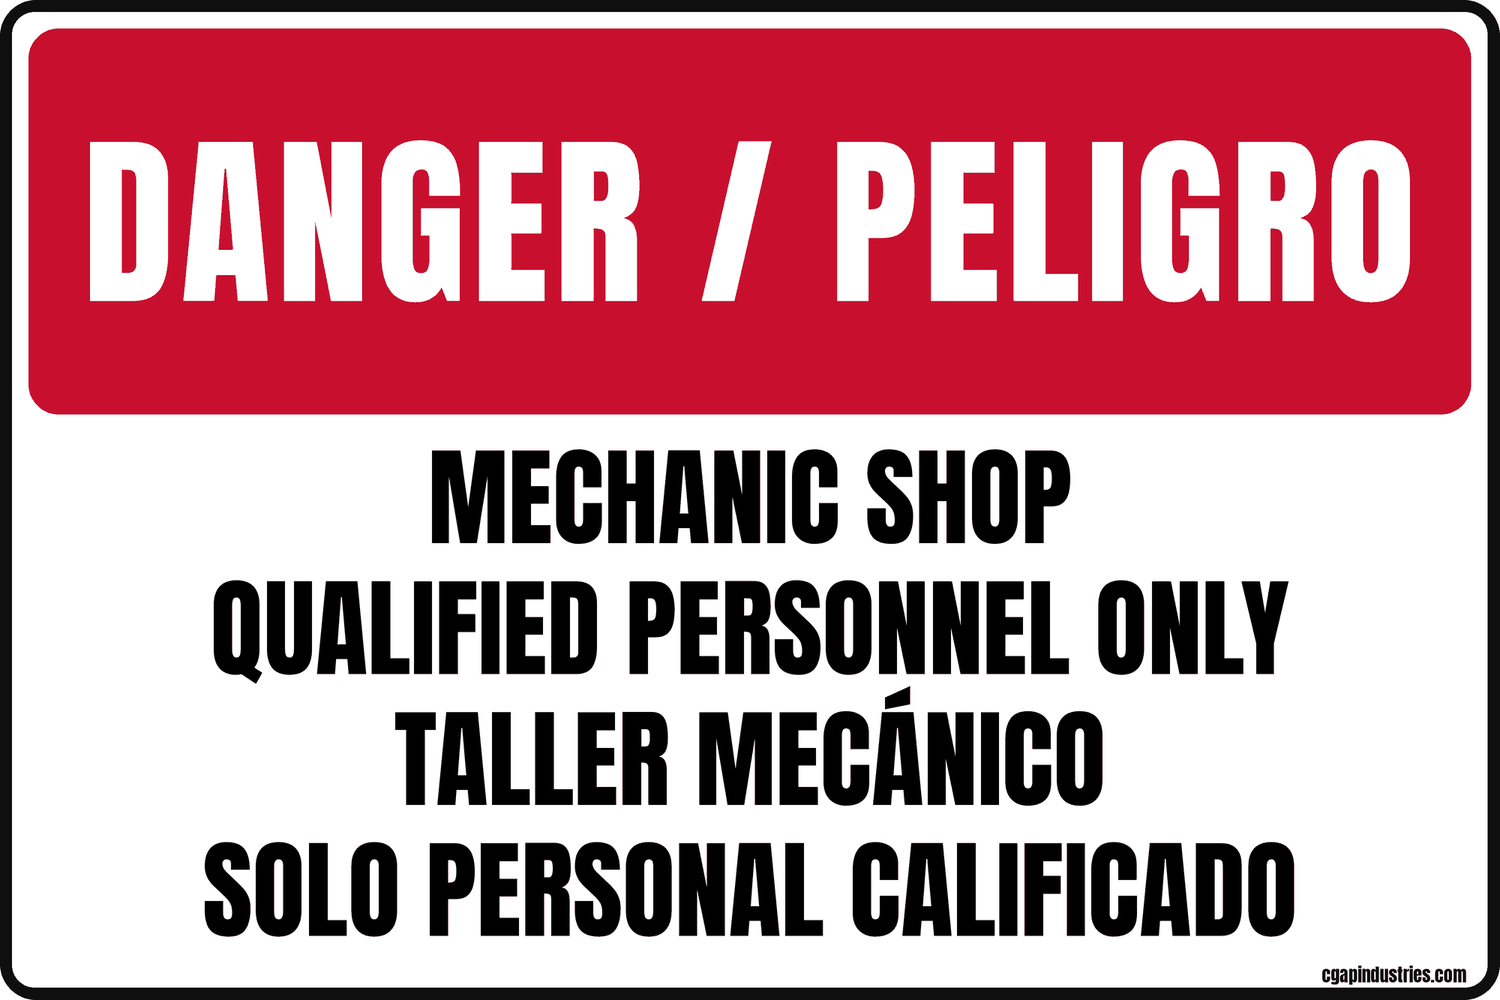 DANGER / PELIGRO
MECHANIC SHOP
QUALIFIED PERSONNEL ONLY
TALLER MECÁNICO
SOLO PERSONAL CALIFICADO
cgapindustries.com